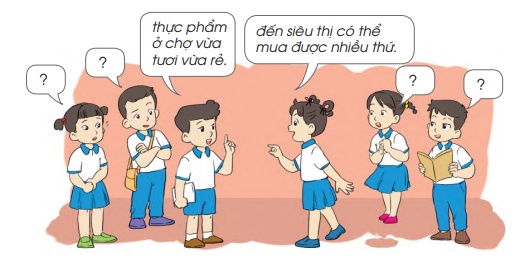 ?
?
thực phẩm
ở chợ vừa
tươi vừa rẻ.
đến siêu thị có thể
mua được nhiều thứ.
?
?